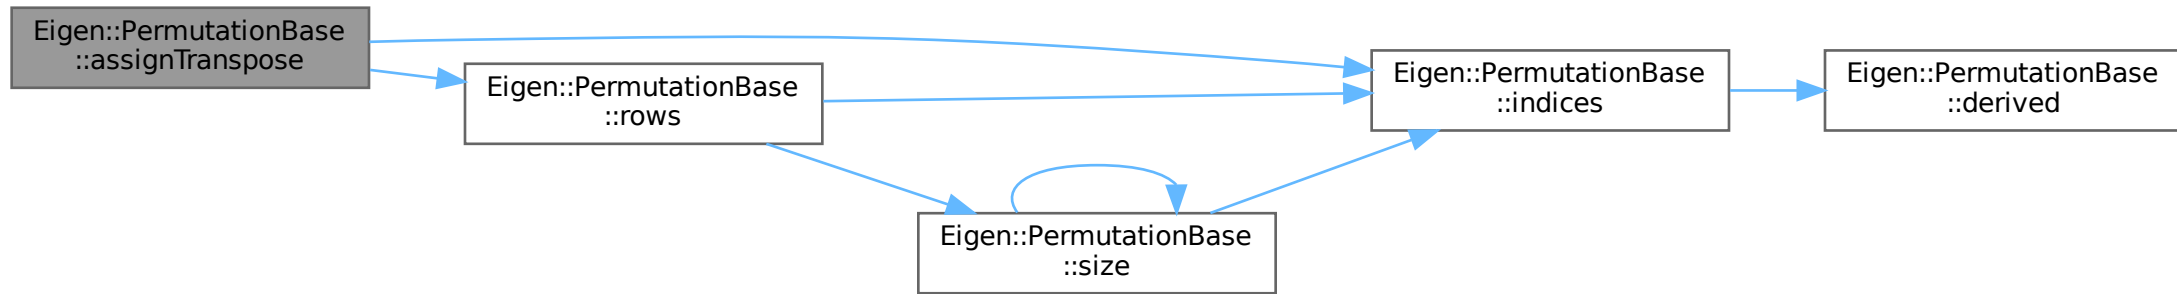 Eigen::PermutationBase
::assignTranspose
Eigen::PermutationBase
::rows
Eigen::PermutationBase
::size
Eigen::PermutationBase
::indices
Eigen::PermutationBase
::derived